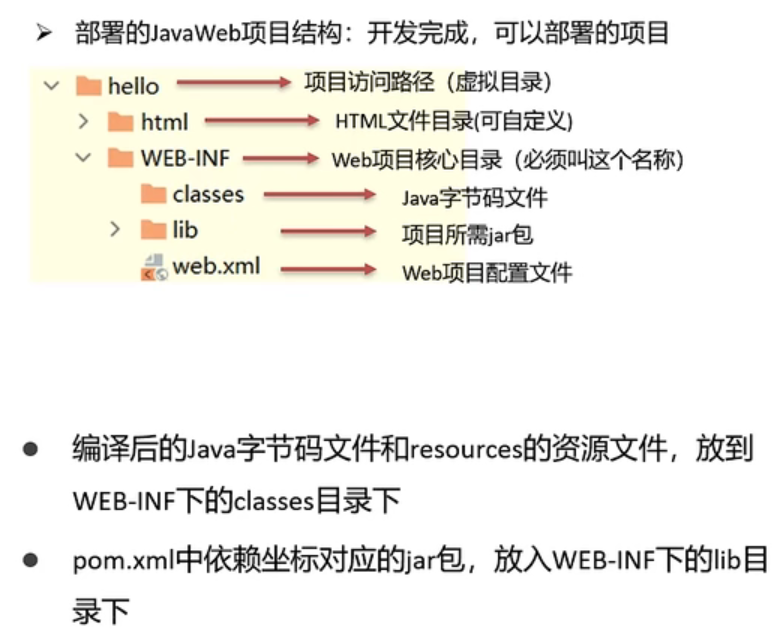 部署的JavaWeb项目结构：开发完成，可以部署的项目
hello 项目访问路径（虚拟目录）
html HTML文件目录(可自定义)
WEB-INF Web项目核心目录（必须叫这个名称）
classes Java字节码文件
lib 项目所需jar包
web.xml Web项目配置文件
编译后的Java字节码文件和resources的资源文件，放到
WEB-INF下的classes目录下
pom.xml中依赖坐标对应的jar包，放入WEB-INF下的lib目
录下